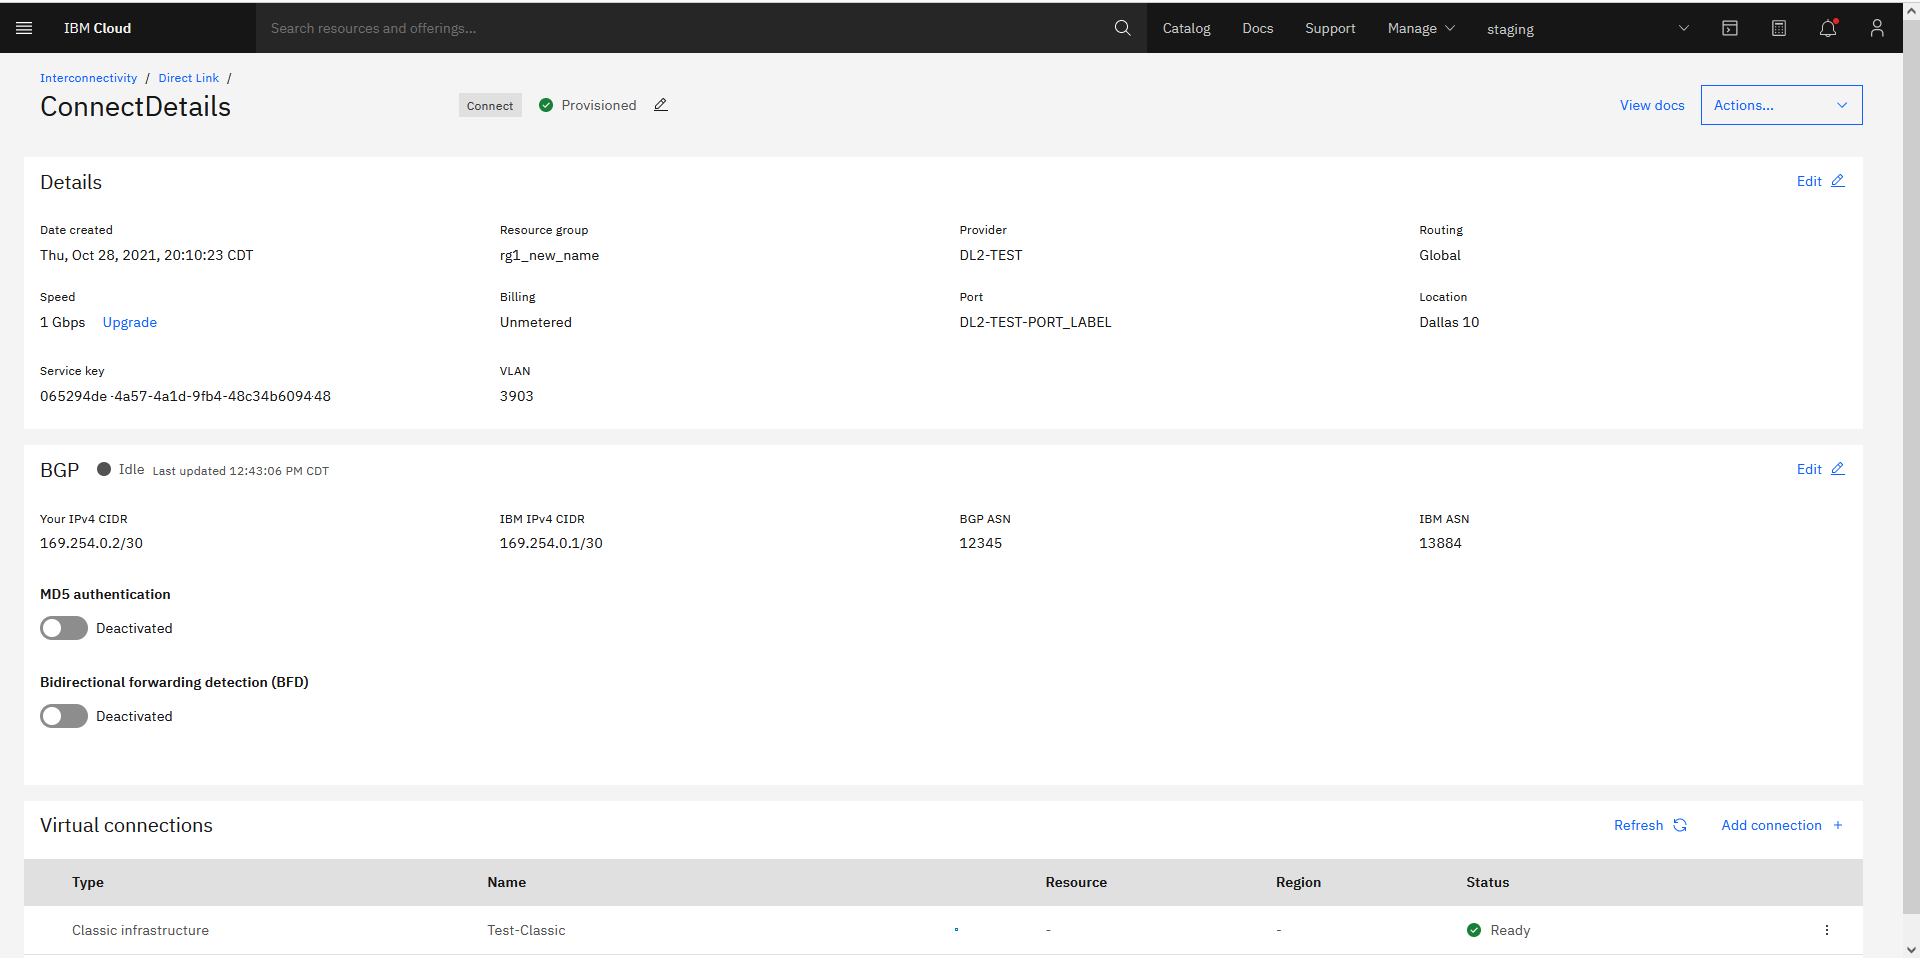 IBM Cloud
Search resources and offerings...
Catalog
Docs
Support
Manage
staging
Interconnectivity / Direct Link /
ConnectDetails
Connect
Provisioned
View docs
Actions...
Details
Edit
Date created
Resource group
Provider
Routing
Thu, Oct 28, 2021, 20:10:23 CDT
rg1_new_name
DL2-TEST
Global
Speed
Billing
Port
Location
1 Gbps Upgrade
Unmetered
DL2-TEST-PORT_LABEL
Dallas 10
Service key
VLAN
065294de-4a57-4a1d-9fb4-48c34b609448
3903
BGP Idle Last updated 12:43:06 PM CDT
Edit
Your IPv4 CIDR
IBM IPv4 CIDR
BGP ASN
IBM ASN
169.254.0.2/30
169.254.0.1/30
12345
13884
MD5 authentication
Deactivated
Bidirectional forwarding detection (BFD)
Deactivated
Virtual connections
Refresh
Add connection +
Type
Name
Resource
Region
Status
Classic infrastructure
Test-Classic
-
-
Ready